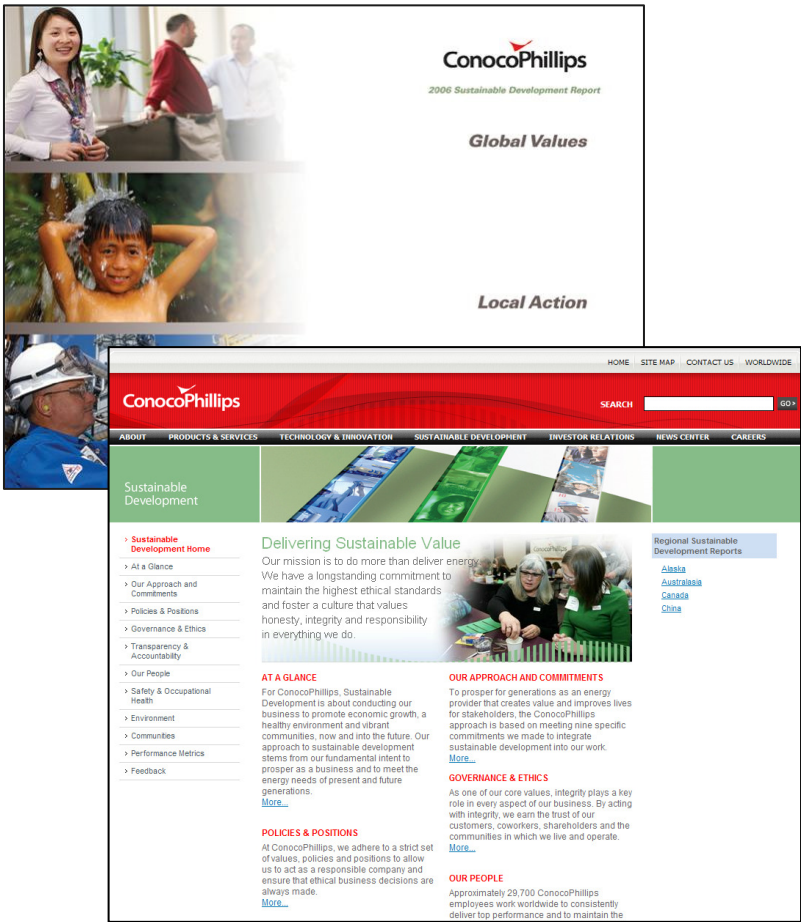 ConocoPhillips
2006 Sustainable Development Report
Global Values
Local Action
HOME SITE MAP CONTACT US WORLDWIDE
ConocoPhillips
SEARCH GO>
ABOUT PRODUCTS & SERVICES TECHNOLOGY & INNOVATION SUSTAINABLE DEVELOPMENT INVESTOR RELATIONS NEWS CENTER CAREERS
Sustainable
Development
> Sustainable
Development Home
> At a Glance
> Our Approach and
Commitments
> Policies & Positions
> Governance & Ethics
> Transparency &
Accountability
> Our People
> Safety & Occupational
Health
> Environment
> Communities
> Performance Metrics
> Feedback
Delivering Sustainable Value
Our mission is to do more than deliver energy.
We have a longstanding commitment to
maintain the highest ethical standards
and foster a culture that values
honesty, integrity and responsibility
in everything we do.
ConocoPhillips
AT A GLANCE
For ConocoPhillips, Sustainable
Development is about conducting our
business to promote economic growth, a
healthy environment and vibrant
communities, now and into the future. Our
approach to sustainable development
stems from our fundamental intent to
prosper as a business and to meet the
energy needs of present and future
generations.
More...
POLICIES & POSITIONS
At ConocoPhillips, we adhere to a strict set
of values, policies and positions to allow
us to act as a responsible company and
ensure that ethical business decisions are
always made.
More...
OUR APPROACH AND COMMITMENTS
To prosper for generations as an energy
provider that creates value and improves lives
for stakeholders, the ConocoPhillips
approach is based on meeting nine specific
commitments we made to integrate
sustainable development into our work.
More...
GOVERNANCE & ETHICS
As one of our core values, integrity plays a key
role in every aspect of our business. By acting
with integrity, we earn the trust of our
customers, coworkers, shareholders and the
communities in which we live and operate.
More...
OUR PEOPLE
Approximately 29,700 ConocoPhillips
employees work worldwide to consistently
deliver top performance and to maintain the
Regional Sustainable
Development Reports
Alaska
Australasia
Canada
China